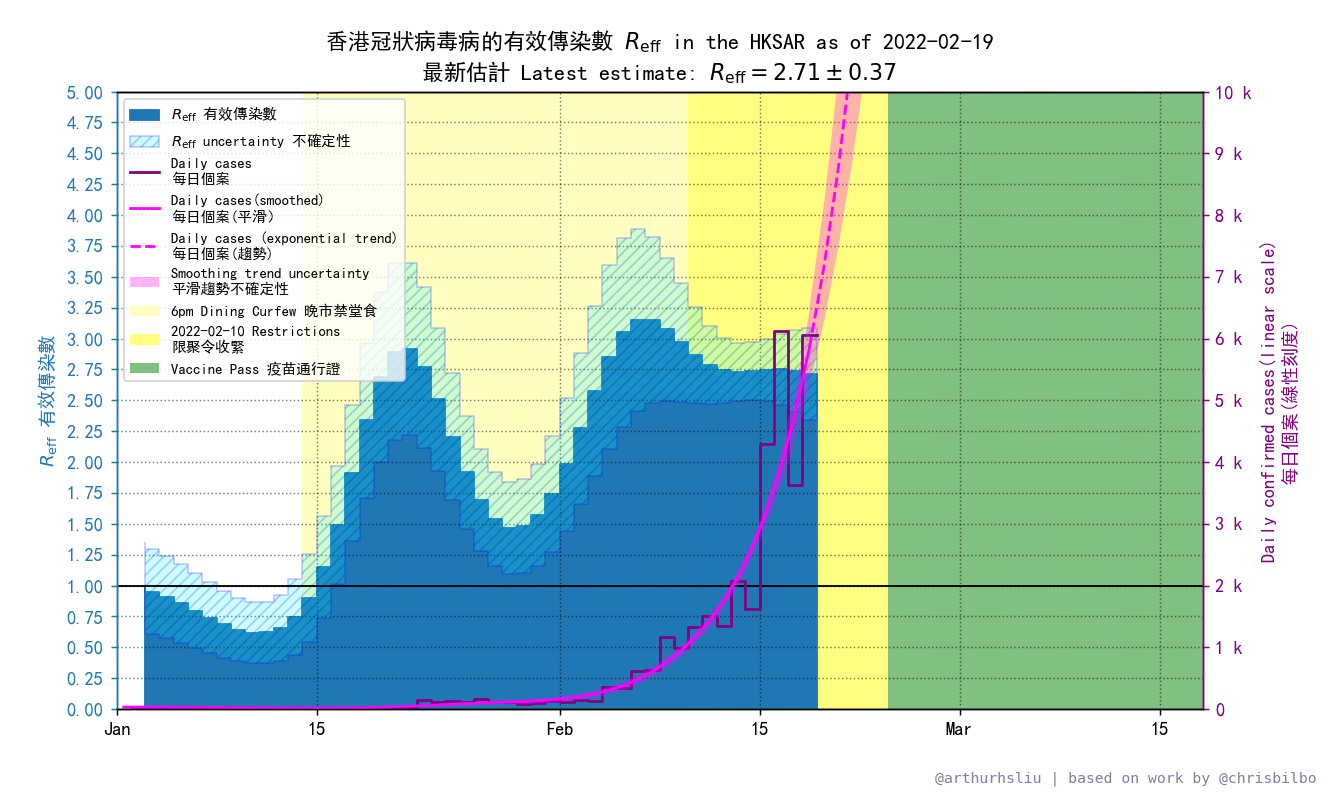 香港冠狀病毒病的有效傳染數 Reff in the HKSAR as of 2022-02-19
最新估計 Latest estimate: Reff = 2.71 ± 0.37
Reff 有效傳染數
Reff uncertainty 不確定性
Daily cases
每日個案
Daily cases(smoothed)
每日個案(平滑)
Daily cases (exponential trend)
每日個案(趨勢)
Smoothing trend uncertainty
平滑趨勢不確定性
6pm Dining Curfew 晚市禁堂食
2022-02-10 Restrictions
限聚令收緊
Vaccine Pass 疫苗通行證
Reff 有效傳染數
5.00
4.75
4.50
4.25
4.00
3.75
3.50
3.25
3.00
2.75
2.50
2.25
2.00
1.75
1.50
1.25
1.00
0.75
0.50
0.25
0.00
10 k
9 k
8 k
7 k
6 k
5 k
4 k
3 k
2 k
1 k
0
Daily confirmed cases(linear scale)
每日個案(線性刻度)
Jan 15 Feb 15 Mar 15
@arthurhsliu | based on work by @chrisbilbo